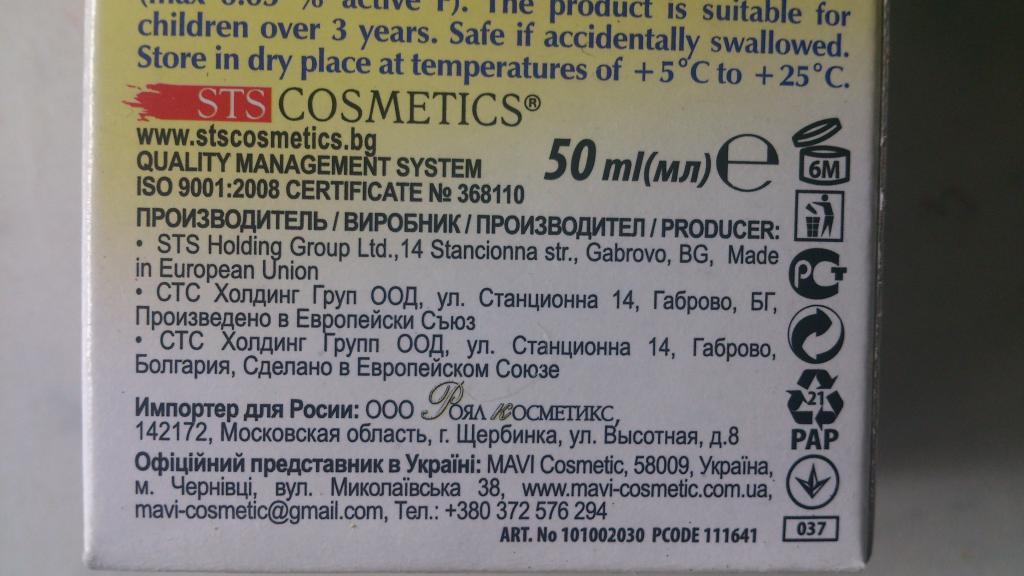 (max 0.05 % active F). The product is suitable for
children over 3 years. Safe if accidentally swallowed.
Store in dry place at temperatures of +5°C to +25°C.
STS COSMETICS®
www.stscosmetics.bg
QUALITY MANAGEMENT SYSTEM
ISO 9001:2008 CERTIFICATE № 368110
50 ml(мл) ℮
6M
ПРОИЗВОДИТЕЛЬ / ВИРОБНИК / ПРОИЗВОДИТЕЛ / PRODUCER:
• STS Holding Group Ltd.,14 Stancionna str., Gabrovo, BG, Made
in European Union
• СТС Холдинг Груп ООД, ул. Станционна 14, Габрово, БГ,
Произведено в Европейски Съюз
• СТС Холдинг Групп ООД, ул. Станционна 14, Габрово,
Болгария, Сделано в Европейском Союзе
Импортер для Росии: ООО Роял Косметикс,
142172, Московская область, г. Щербинка, ул. Высотная, д.8
Офіційний представник в Україні: MAVI Cosmetic, 58009, Україна,
м. Чернівці, вул. Миколаївська 38, www.mavi-cosmetic.com.ua,
mavi-cosmetic@gmail.com, Тел.: +380 372 576 294
ART. No 101002030 PCODE 111641
РСТ
21
PAP
037